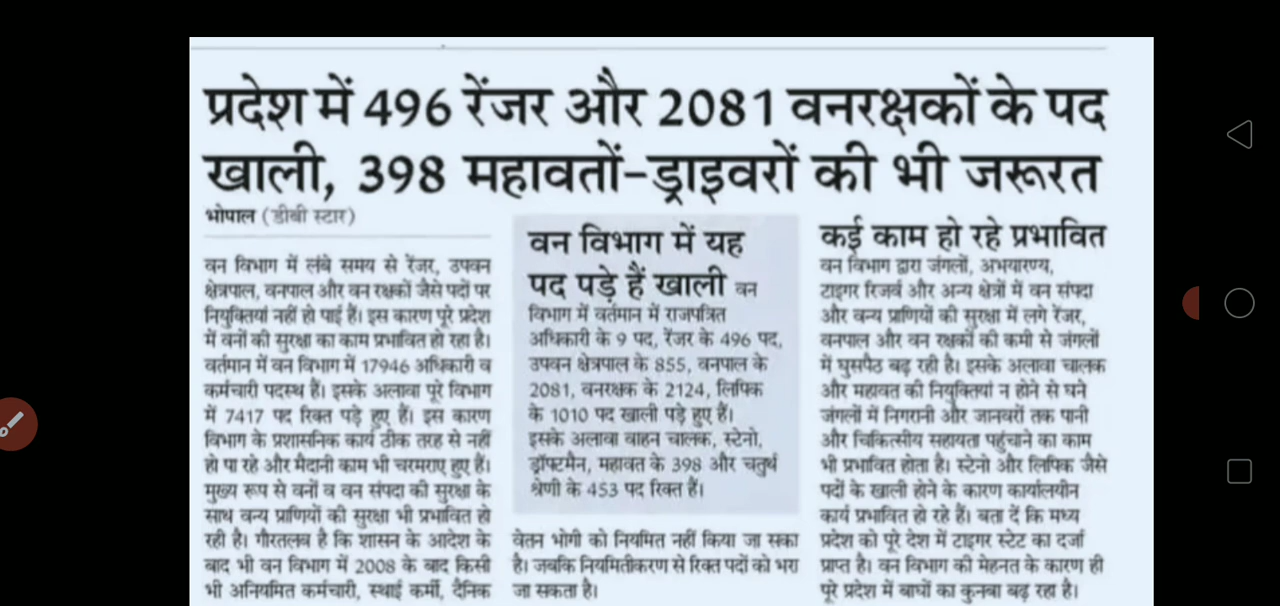 प्रदेश में 496 रेंजर और 2081 वनरक्षकों के पद
खाली, 398 महावतों-ड्राइवरों की भी जरूरत
भोपाल (डीबी स्टार)
वन विभाग में लंबे समय से रेंजर, उपवन
क्षेत्रपाल, वनपाल और वन रक्षकों जैसे पदों पर
नियुक्तियां नहीं हो पाई हैं। इस कारण पूरे प्रदेश
में वनों की सुरक्षा का काम प्रभावित हो रहा है।
वर्तमान में वन विभाग में 17946 अधिकारी व
कर्मचारी पदस्थ हैं। इसके अलावा पूरे विभाग
में 7417 पद रिक्त पड़े हुए हैं। इस कारण
विभाग के प्रशासनिक कार्य ठीक तरह से नहीं
हो पा रहे और मैदानी काम भी चरमराए हुए हैं।
मुख्य रूप से वनों व वन संपदा की सुरक्षा के
साथ वन्य प्राणियों की सुरक्षा भी प्रभावित हो
रही है। गौरतलब है कि शासन के आदेश के
बाद भी वन विभाग में 2008 के बाद किसी
भी अनियमित कर्मचारी, स्थाई कर्मी, दैनिक
वन विभाग में यह
पद पड़े हैं खाली वन
विभाग में वर्तमान में राजपत्रित
अधिकारी के 9 पद, रेंजर के 496 पद,
उपवन क्षेत्रपाल के 855, वनपाल के
2081, वनरक्षक के 2124, लिपिक
के 1010 पद खाली पड़े हुए हैं।
इसके अलावा वाहन चालक, स्टेनो,
ड्रॉफ्टमैन, महावत के 398 और चतुर्थ
श्रेणी के 453 पद रिक्त हैं।
वेतन भोगी को नियमित नहीं किया जा सका
है। जबकि नियमितीकरण से रिक्त पदों को भरा
जा सकता है।
कई काम हो रहे प्रभावित
वन विभाग द्वारा जंगलों, अभयारण्य,
टाइगर रिजर्व और अन्य क्षेत्रों में वन संपदा
और वन्य प्राणियों की सुरक्षा में लगे रेंजर,
वनपाल और वन रक्षकों की कमी से जंगलों
में घुसपैठ बढ़ रही है। इसके अलावा चालक
और महावत की नियुक्तियां न होने से घने
जंगलों में निगरानी और जानवरों तक पानी
और चिकित्सीय सहायता पहुंचाने का काम
भी प्रभावित होता है। स्टेनो और लिपिक जैसे
पदों के खाली होने के कारण कार्यालयीन
कार्य प्रभावित हो रहे हैं। बता दें कि मध्य
प्रदेश को पूरे देश में टाइगर स्टेट का दर्जा
प्राप्त है। वन विभाग की मेहनत के कारण ही
पूरे प्रदेश में बाघों का कुनबा बढ़ रहा है।